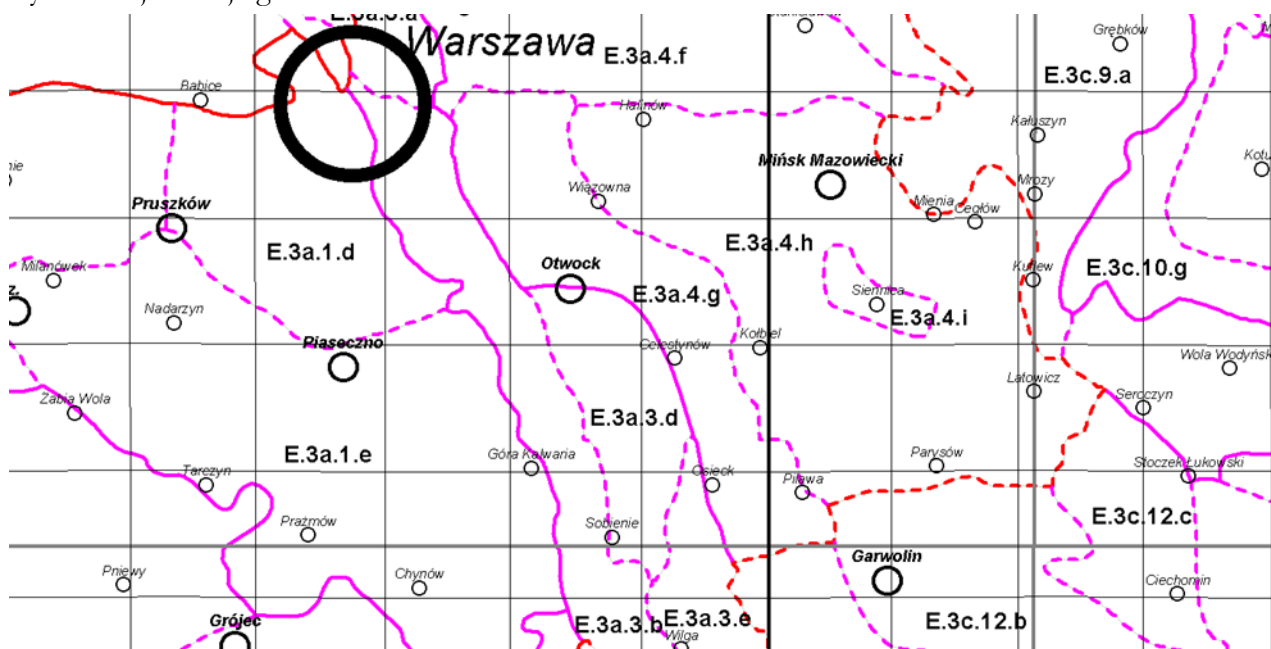 E.3a.3.a
Warszawa
E.3a.4.f
Grębków
E.3c.9.a
Babice
Halinów
Kałuszyn
Mińsk Mazowiecki
Wiązowna
Mrozy
Pruszków
Mienia
Cegłów
E.3a.1.d
E.3a.4.h
Otwock
Milanówek
E.3a.4.g
Siennica
Kuflew
E.3c.10.g
z.
Nadarzyn
E.3a.4.i
Piaseczno
Celestynów
Kołbiel
Wola Wodyńsk
Latowicz
Żabia Wola
Seroczyn
E.3a.3.d
E.3a.1.e
Góra Kalwaria
Parysów
Tarczyn
Osieck
Pilawa
Stoczek Łukowski
Prażmów
Sobienie
E.3c.12.c
Garwolin
Pniewy
Chynów
Ciechomin
Grójec
E.3a.3.b
E.3a.3.e
Wilga
E.3c.12.b